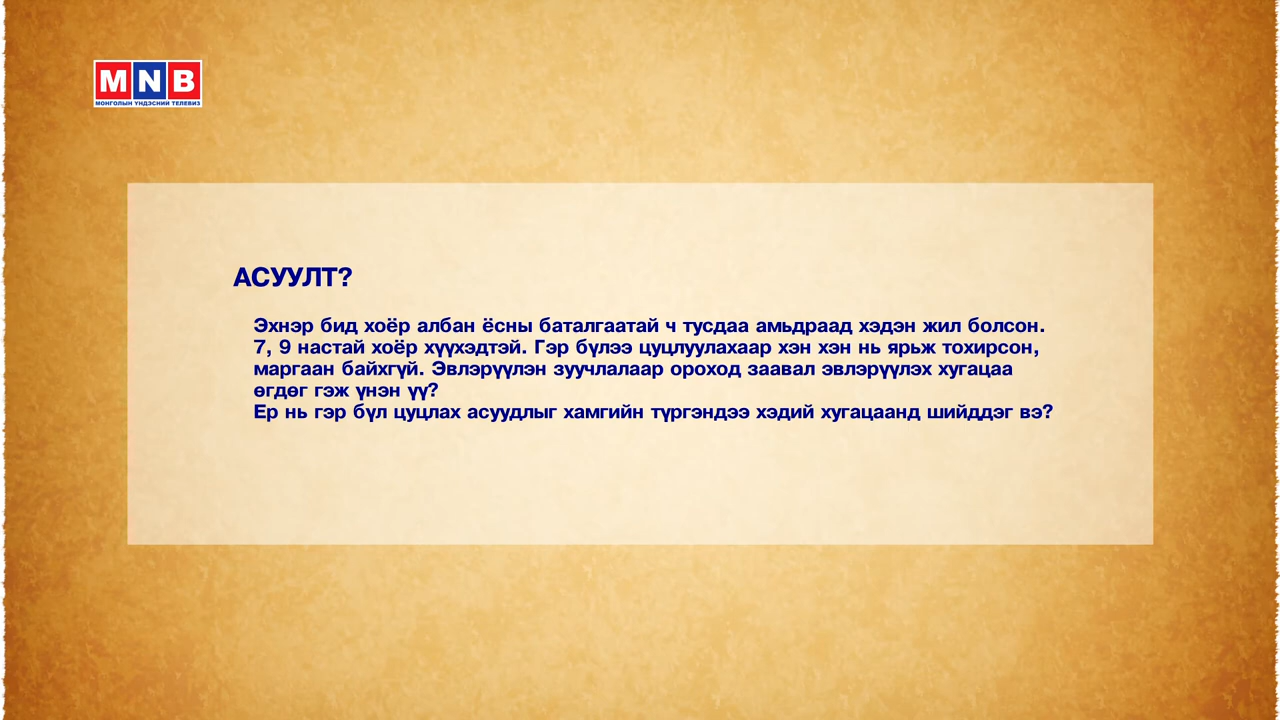 MNB
МОНГОЛЫН ҮНДЭСНИЙ ТЕЛЕВИЗ
АСУУЛТ?
Эхнэр бид хоёр албан ёсны баталгаатай ч тусдаа амьдраад хэдэн жил болсон.
7, 9 настай хоёр хүүхэдтэй. Гэр бүлээ цуцлуулахаар хэн хэн нь ярьж тохирсон,
маргаан байхгүй. Эвлэрүүлэн зуучлалаар ороход заавал эвлэрүүлэх хугацаа
өгдөг гэж үнэн үү?
Ер нь гэр бүл цуцлах асуудлыг хамгийн түргэндээ хэдий хугацаанд шийддэг вэ?